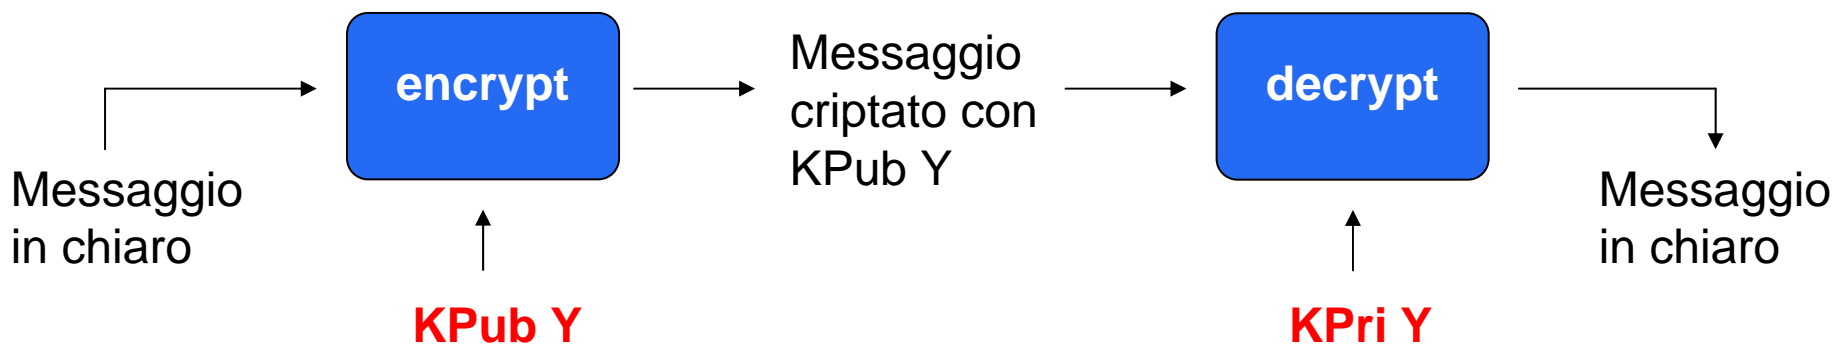 Messaggio
in chiaro
encrypt
KPub Y
Messaggio
criptato con
KPub Y
decrypt
KPri Y
Messaggio
in chiaro